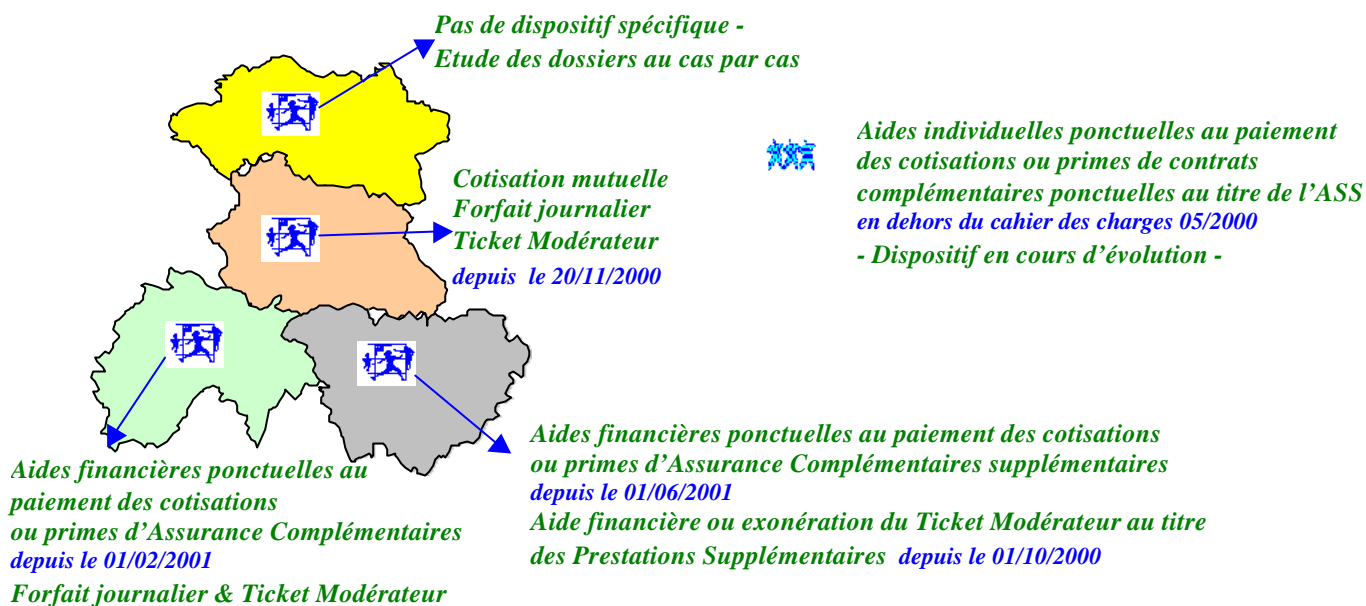 Pas de dispositif spécifique -
Etude des dossiers au cas par cas
Aides individuelles ponctuelles au paiement
des cotisations ou primes de contrats
complémentaires ponctuelles au titre de l’ASS
en dehors du cahier des charges 05/2000
- Dispositif en cours d’évolution -
Cotisation mutuelle
Forfait journalier
Ticket Modérateur
depuis le 20/11/2000
Aides financières ponctuelles au paiement des cotisations
ou primes d’Assurance Complémentaires supplémentaires
depuis le 01/06/2001
Aide financière ou exonération du Ticket Modérateur au titre
des Prestations Supplémentaires depuis le 01/10/2000
Aides financières ponctuelles au
paiement des cotisations
ou primes d’Assurance Complémentaires
depuis le 01/02/2001
Forfait journalier & Ticket Modérateur